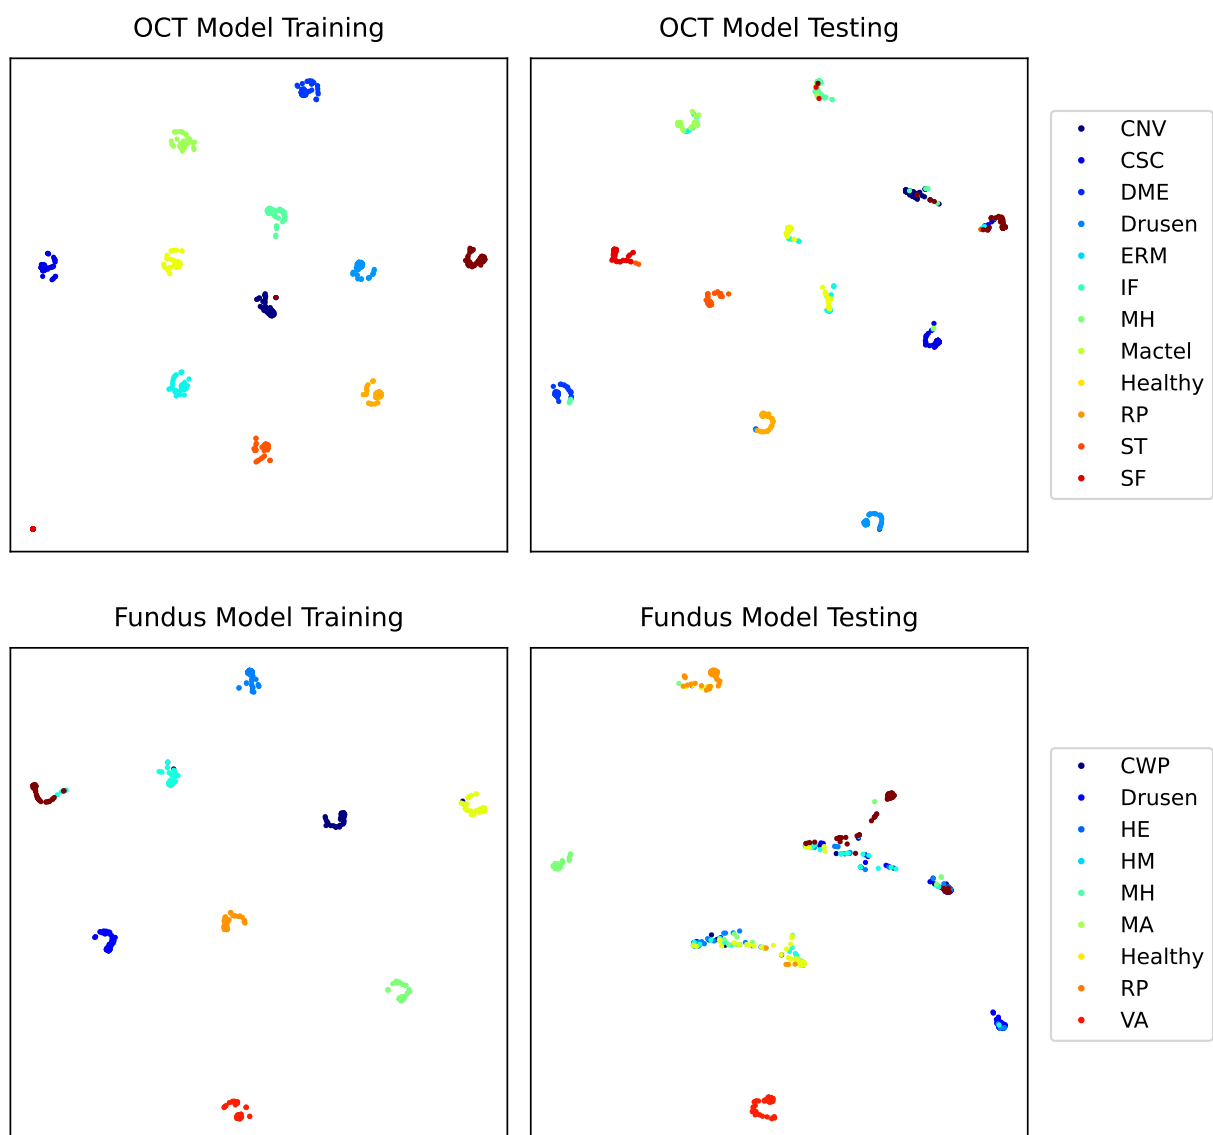 OCT Model Training
OCT Model Testing
CNV
CSC
DME
Drusen
ERM
IF
MH
Mactel
Healthy
RP
ST
SF
Fundus Model Training
Fundus Model Testing
CWP
Drusen
HE
HM
MH
MA
Healthy
RP
VA